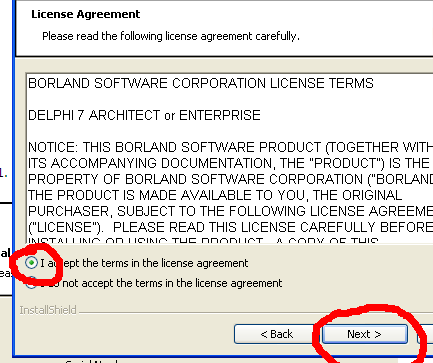 License Agreement
Please read the following license agreement carefully.
BORLAND SOFTWARE CORPORATION LICENSE TERMS
DELPHI 7 ARCHITECT or ENTERPRISE
NOTICE: THIS BORLAND SOFTWARE PRODUCT (TOGETHER WITH
ITS ACCOMPANYING DOCUMENTATION, THE "PRODUCT") IS THE
PROPERTY OF BORLAND SOFTWARE CORPORATION ("BORLAND
THE PRODUCT IS MADE AVAILABLE TO YOU, THE ORIGINAL
PURCHASER, SUBJECT TO THE FOLLOWING LICENSE AGREEME
("LICENSE"). PLEASE READ THIS LICENSE CAREFULLY BEFORE
INSTALLING OR USING THE PRODUCT. A COPY OF THIS
I accept the terms in the license agreement
I do not accept the terms in the license agreement
InstallShield
< Back
Next >